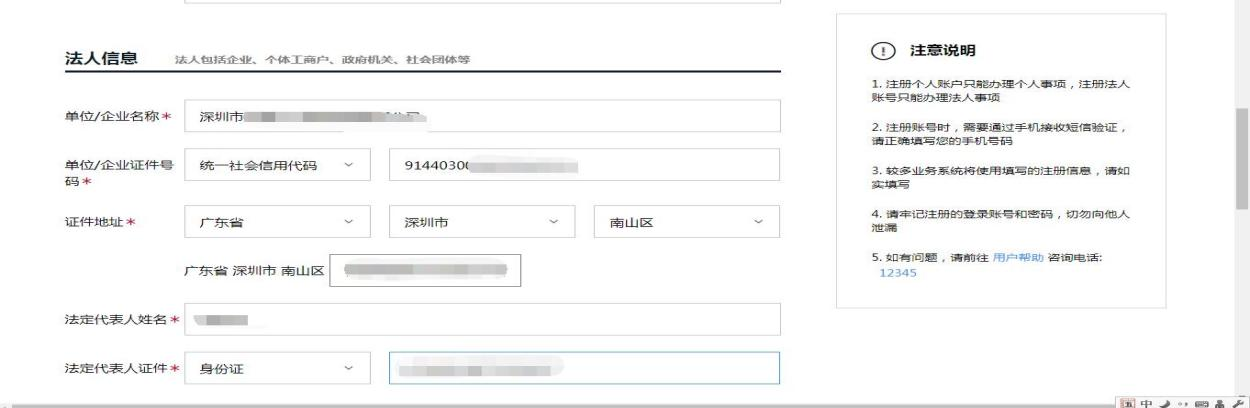 法人信息 法人包括企业、个体工商户、政府机关、社会团体等
单位/企业名称* 深圳市
单位/企业证件号码* 统一社会信用代码 91440300
证件地址* 广东省 深圳市 南山区
广东省 深圳市 南山区
法定代表人姓名*
法定代表人证件* 身份证
注意说明
1. 注册个人账户只能办理个人事项，注册法人
账号只能办理法人事项
2. 注册账号时，需要通过手机接收短信验证，
请正确填写您的手机号码
3. 较多业务系统将使用填写的注册信息，请如
实填写
4. 请牢记注册的登录账号和密码，切勿向他人
泄漏
5. 如有问题，请前往 用户帮助 咨询电话:
12345
中